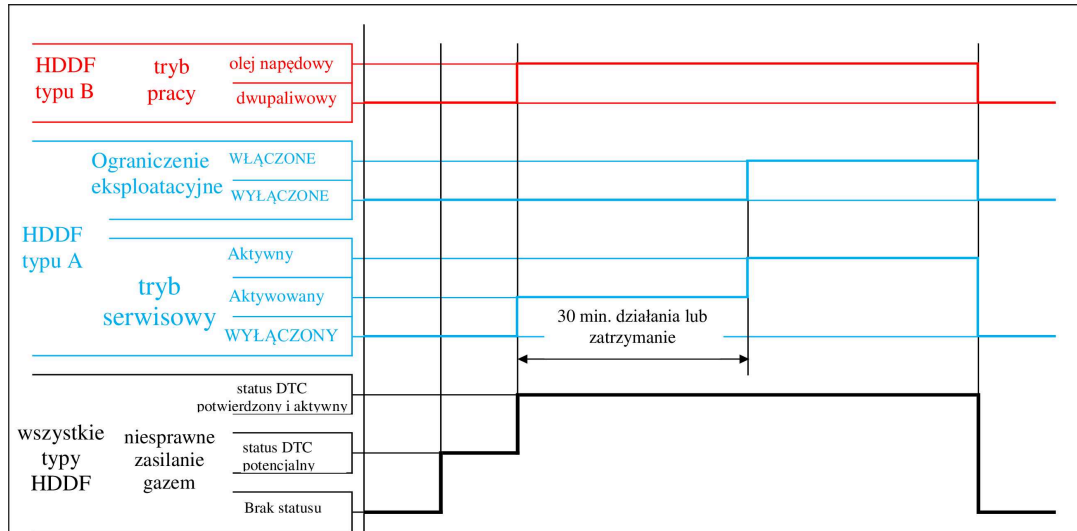 HDDF
typu B
tryb
pracy
olej napędowy
dwupaliwowy
Ograniczenie
eksploatacyjne
WŁĄCZONE
WYŁĄCZONE
HDDF
typu A
tryb
serwisowy
Aktywny
Aktywowany
WYŁĄCZONY
30 min. działania lub
zatrzymanie
wszystkie
typy
HDDF
niesprawne
zasilanie
gazem
status DTC
potwierdzony i aktywny
status DTC
potencjalny
Brak statusu